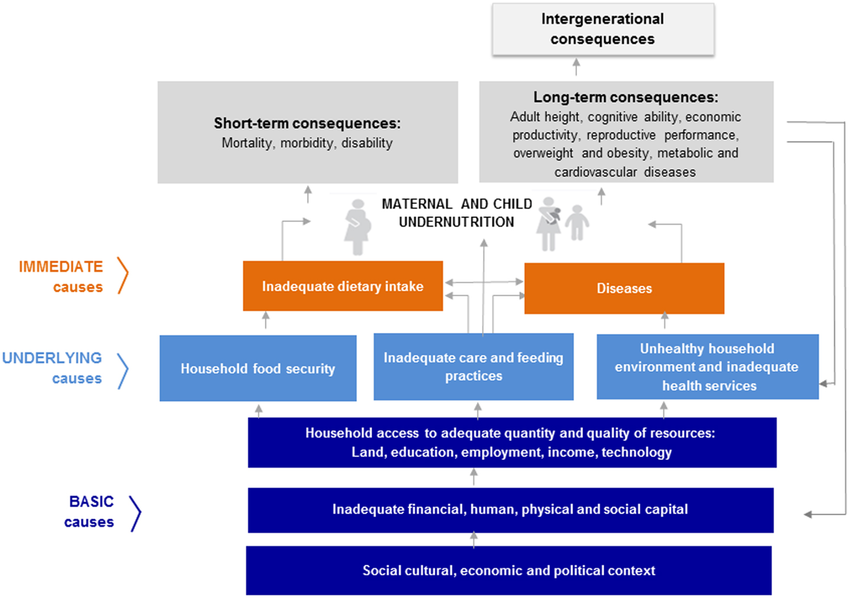 Intergenerational
consequences
Short-term consequences:
Mortality, morbidity, disability
Long-term consequences:
Adult height, cognitive ability, economic
productivity, reproductive performance,
overweight and obesity, metabolic and
cardiovascular diseases
MATERNAL AND CHILD
UNDERNUTRITION
IMMEDIATE
causes
Inadequate dietary intake
Diseases
UNDERLYING
causes
Household food security
Inadequate care and feeding
practices
Unhealthy household
environment and inadequate
health services
Household access to adequate quantity and quality of resources:
Land, education, employment, income, technology
BASIC
causes
Inadequate financial, human, physical and social capital
Social cultural, economic and political context